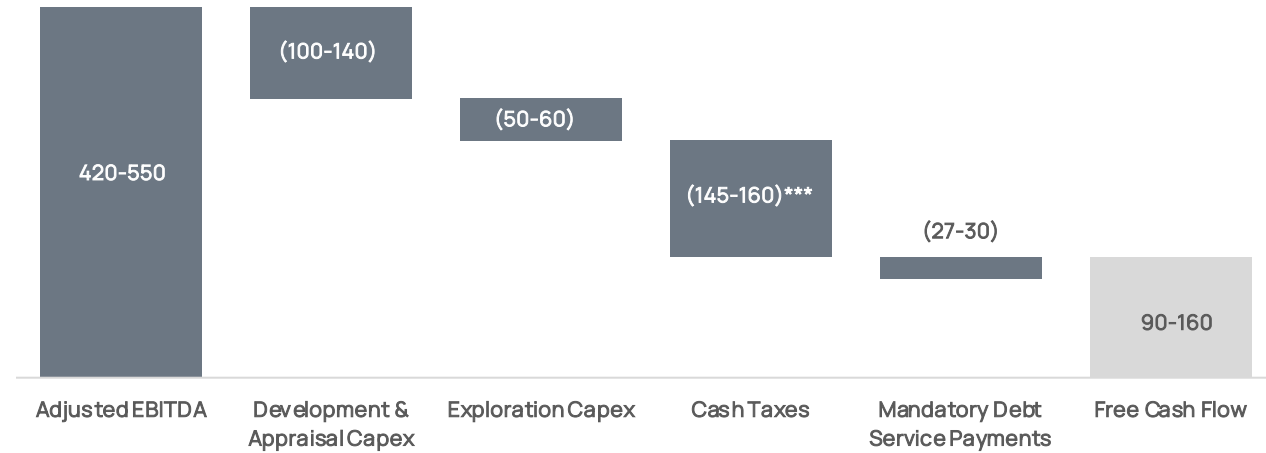 (100-140)
(50-60)
420-550
(145-160)***
(27-30)
90-160
Adjusted EBITDA
Development &
Appraisal Capex
Exploration Capex
Cash Taxes
Mandatory Debt
Service Payments
Free Cash Flow